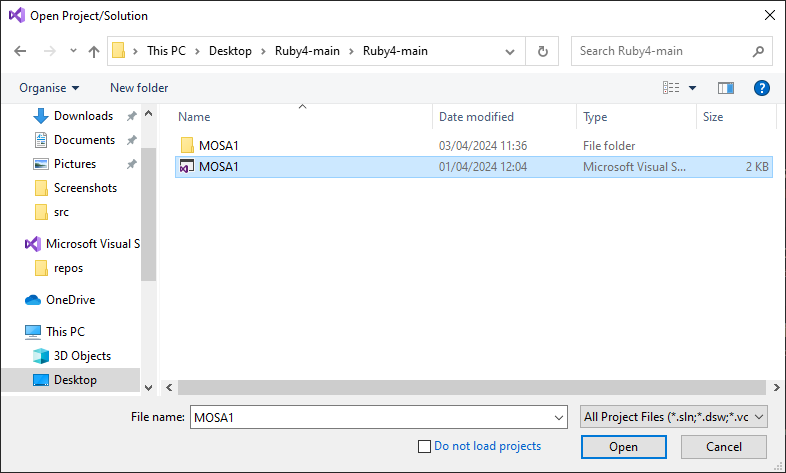 Open Project/Solution
This PC > Desktop > Ruby4-main > Ruby4-main
Search Ruby4-main
Organise
New folder
Downloads
Documents
Pictures
Screenshots
src
Microsoft Visual S
repos
OneDrive
This PC
3D Objects
Desktop
Name Date modified Type Size
MOSA1 03/04/2024 11:36 File folder
MOSA1 01/04/2024 12:04 Microsoft Visual S... 2 KB
File name: MOSA1
All Project Files (*.sln;*.dsw;*.vc
Do not load projects
Open
Cancel